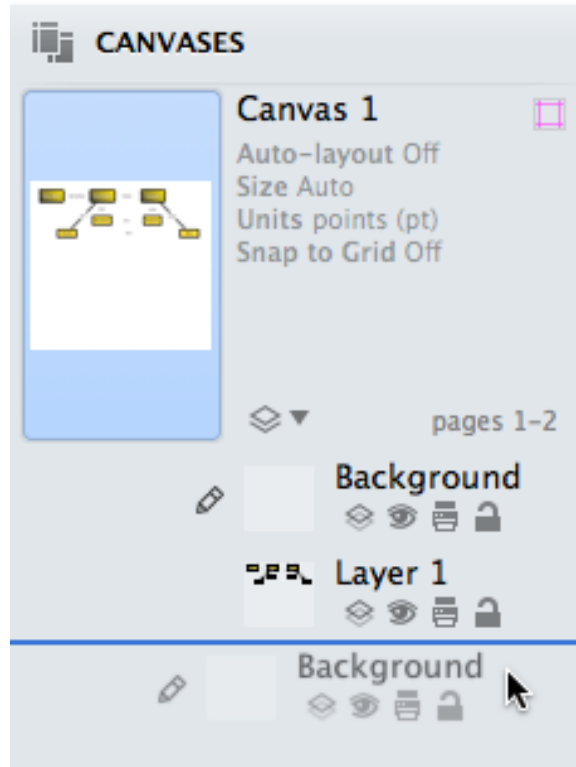 CANVASES
Canvas 1
Auto-layout Off
Size Auto
Units points (pt)
Snap to Grid Off
pages 1-2
Background
Layer 1
Background